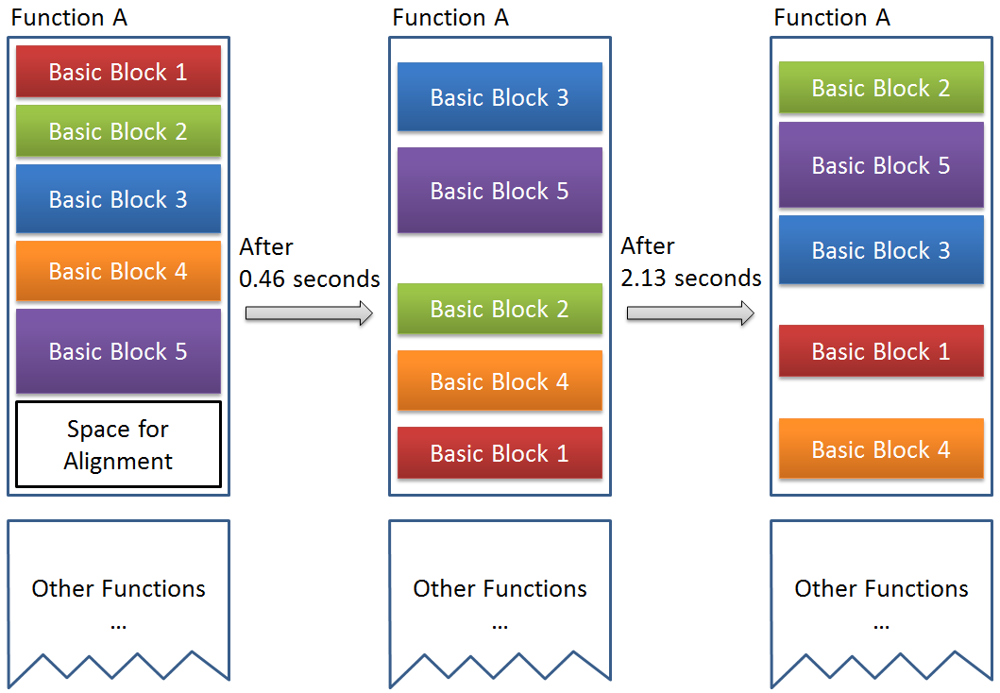 Function A
Basic Block 1
Basic Block 2
Basic Block 3
Basic Block 4
Basic Block 5
Space for
Alignment
Other Functions
...
After
0.46 seconds
Function A
Basic Block 3
Basic Block 5
Basic Block 2
Basic Block 4
Basic Block 1
Other Functions
...
After
2.13 seconds
Function A
Basic Block 2
Basic Block 5
Basic Block 3
Basic Block 1
Basic Block 4
Other Functions
...